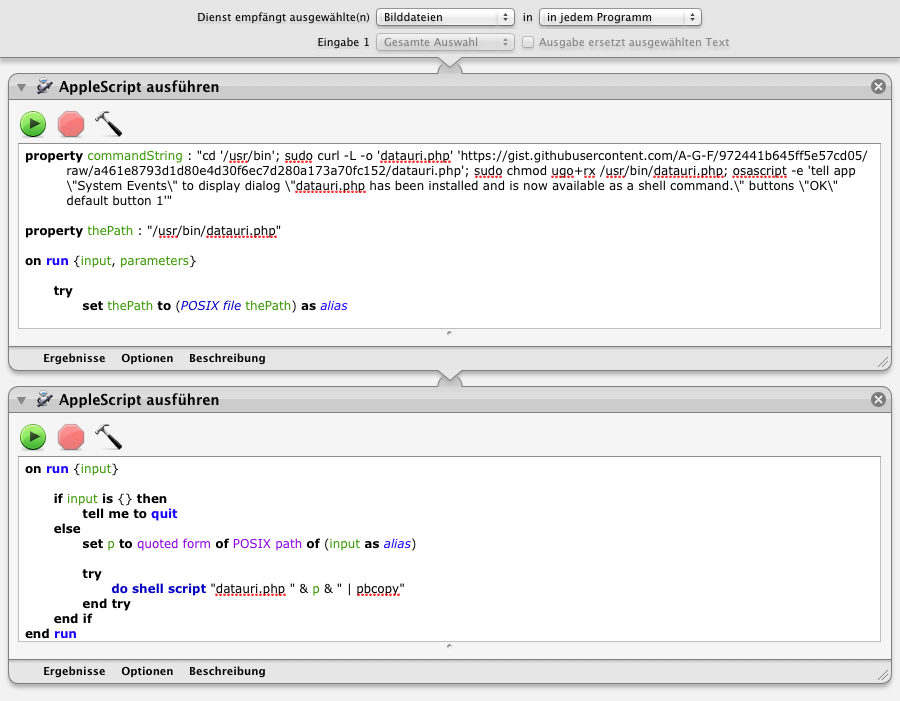 Dienst empfängt ausgewählte(n) Bilddateien in in jedem Programm
Eingabe 1 Gesamte Auswahl Ausgabe ersetzt ausgewählten Text
AppleScript ausführen
property commandString : "cd '/usr/bin'; sudo curl -L -o 'datauri.php' 'https://gist.githubusercontent.com/A-G-F/972441b645ff5e57cd05/
raw/a461e8793d1d80e4d30f6ec7d280a173a70fc152/datauri.php'; sudo chmod ugo+rx /usr/bin/datauri.php; osascript -e 'tell app
\"System Events\" to display dialog \"datauri.php has been installed and is now available as a shell command.\" buttons \"OK\"
default button 1'"
property thePath : "/usr/bin/datauri.php"
on run {input, parameters}
try
set thePath to (POSIX file thePath) as alias
Ergebnisse Optionen Beschreibung
AppleScript ausführen
on run {input}
if input is {} then
tell me to quit
else
set p to quoted form of POSIX path of (input as alias)
try
do shell script "datauri.php " & p & " | pbcopy"
end try
end if
end run
Ergebnisse Optionen Beschreibung